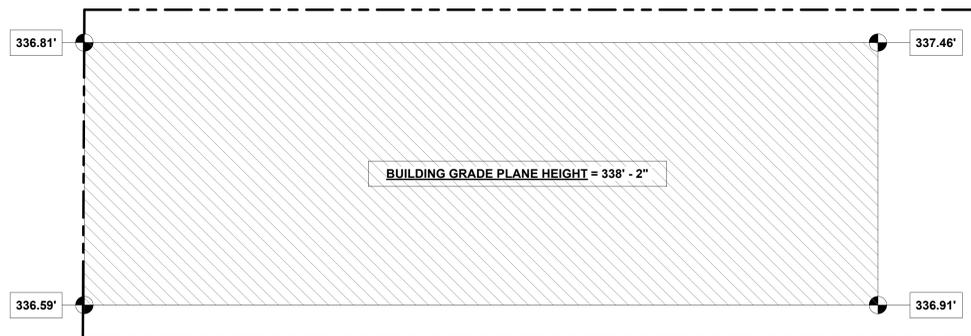 336.81'
337.46'
BUILDING GRADE PLANE HEIGHT = 338' - 2"
336.59'
336.91'